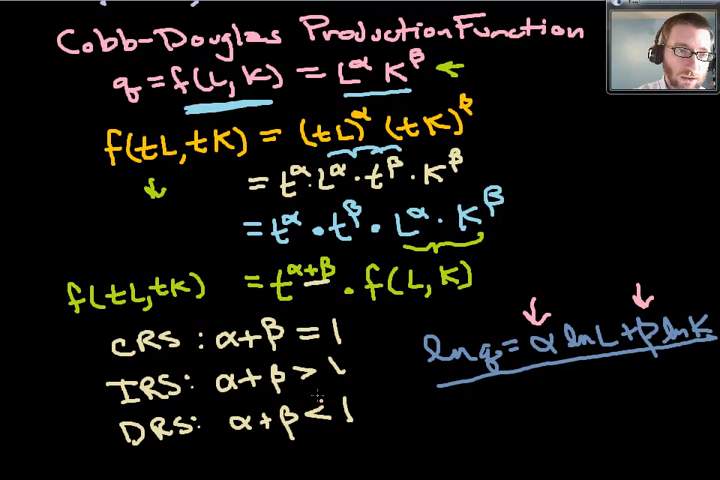 Cobb-Douglas Production Function
q = f(L, K) = L^α K^β
f(tL, tK) = (tL)^α (tK)^β
= t^α · L^α · t^β · K^β
= t^α · t^β · L^α · K^β
f(tL, tK) = t^(α+β) · f(L, K)
CRS : α+β = 1
IRS : α+β > 1
DRS: α+β < 1
ln q = α ln L + β ln K